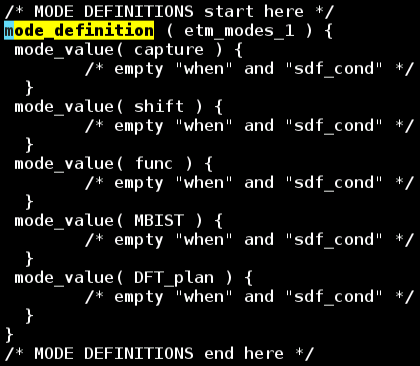 /* MODE DEFINITIONS start here */
mode_definition ( etm_modes_1 ) {
mode_value( capture ) {
/* empty "when" and "sdf_cond" */
}
mode_value( shift ) {
/* empty "when" and "sdf_cond" */
}
mode_value( func ) {
/* empty "when" and "sdf_cond" */
}
mode_value( MBIST ) {
/* empty "when" and "sdf_cond" */
}
mode_value( DFT_plan ) {
/* empty "when" and "sdf_cond" */
}
}
/* MODE DEFINITIONS end here */